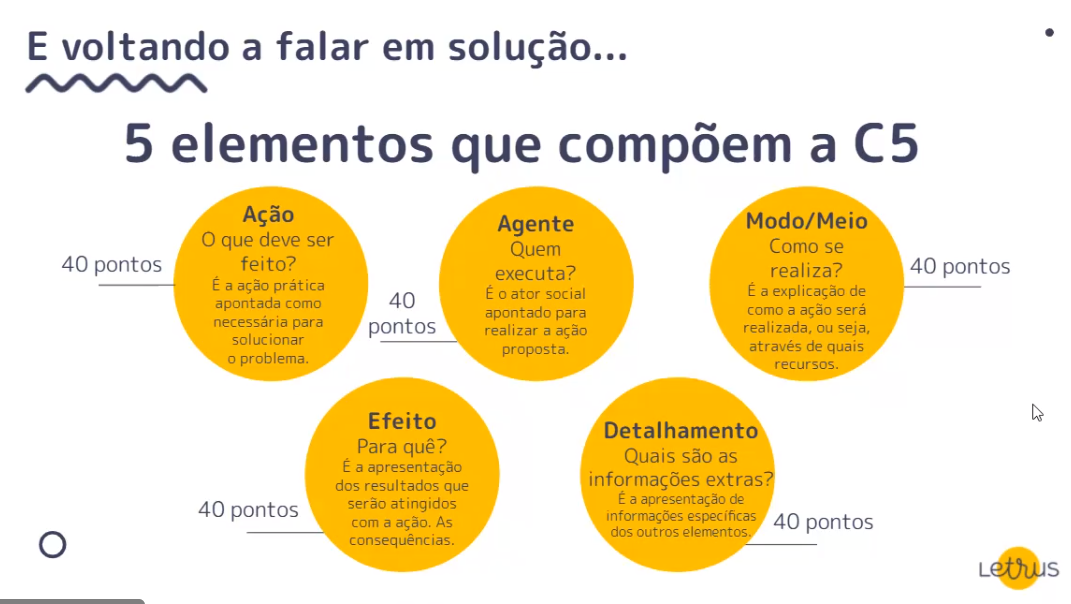 E voltando a falar em solução...
5 elementos que compõem a C5
Ação
O que deve ser
feito?
É a ação prática
apontada como
necessária para
solucionar
o problema.
40 pontos
Agente
Quem
executa?
É o ator social
apontado para
realizar a ação
proposta.
40
pontos
Modo/Meio
Como se
realiza?
É a explicação de
como a ação será
realizada, ou seja,
através de quais
recursos.
40 pontos
Efeito
Para quê?
É a apresentação
dos resultados que
serão atingidos
com a ação. As
consequências.
40 pontos
Detalhamento
Quais são as
informações extras?
É a apresentação de
informações específicas
dos outros elementos.
40 pontos
Letrus